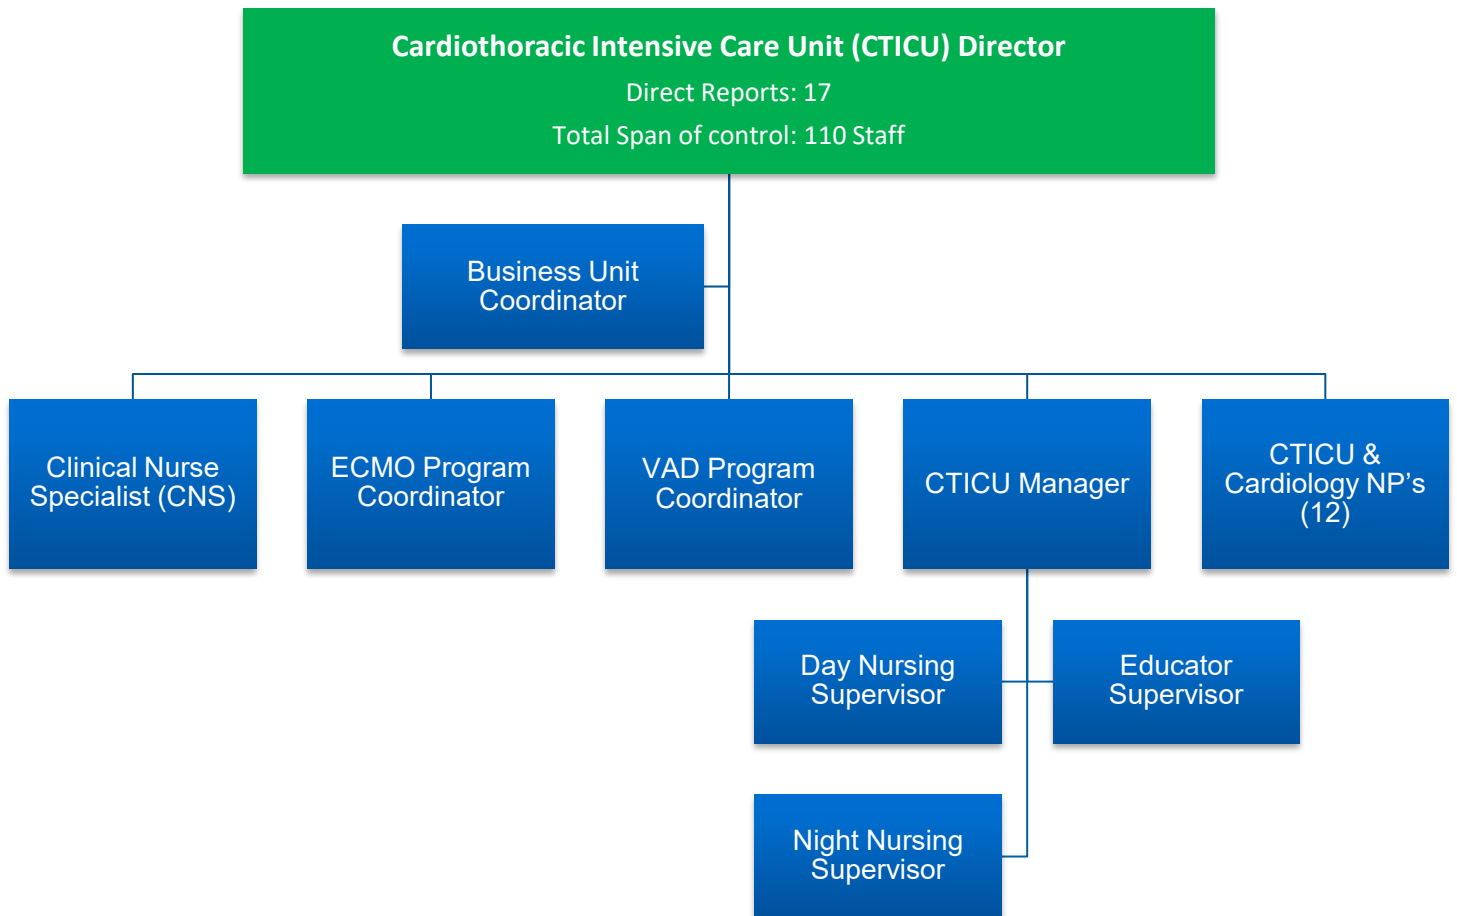 Cardiothoracic Intensive Care Unit (CTICU) Director
Direct Reports: 17
Total Span of control: 110 Staff
Business Unit
Coordinator
Clinical Nurse
Specialist (CNS)
ECMO Program
Coordinator
VAD Program
Coordinator
CTICU Manager
CTICU &
Cardiology NP’s
(12)
Day Nursing
Supervisor
Educator
Supervisor
Night Nursing
Supervisor